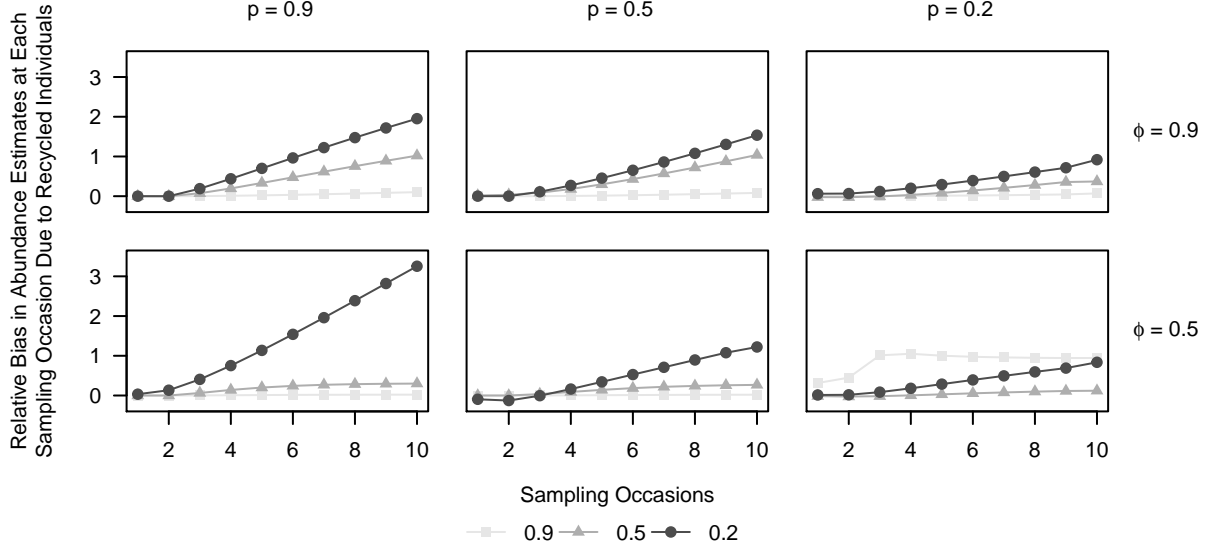 p = 0.9
p = 0.5
p = 0.2
Relative Bias in Abundance Estimates at Each
Sampling Occasion Due to Recycled Individuals
3
2
1
0
ϕ = 0.9
3
2
1
0
ϕ = 0.5
2 4 6 8 10
2 4 6 8 10
2 4 6 8 10
Sampling Occasions
0.9 0.5 0.2